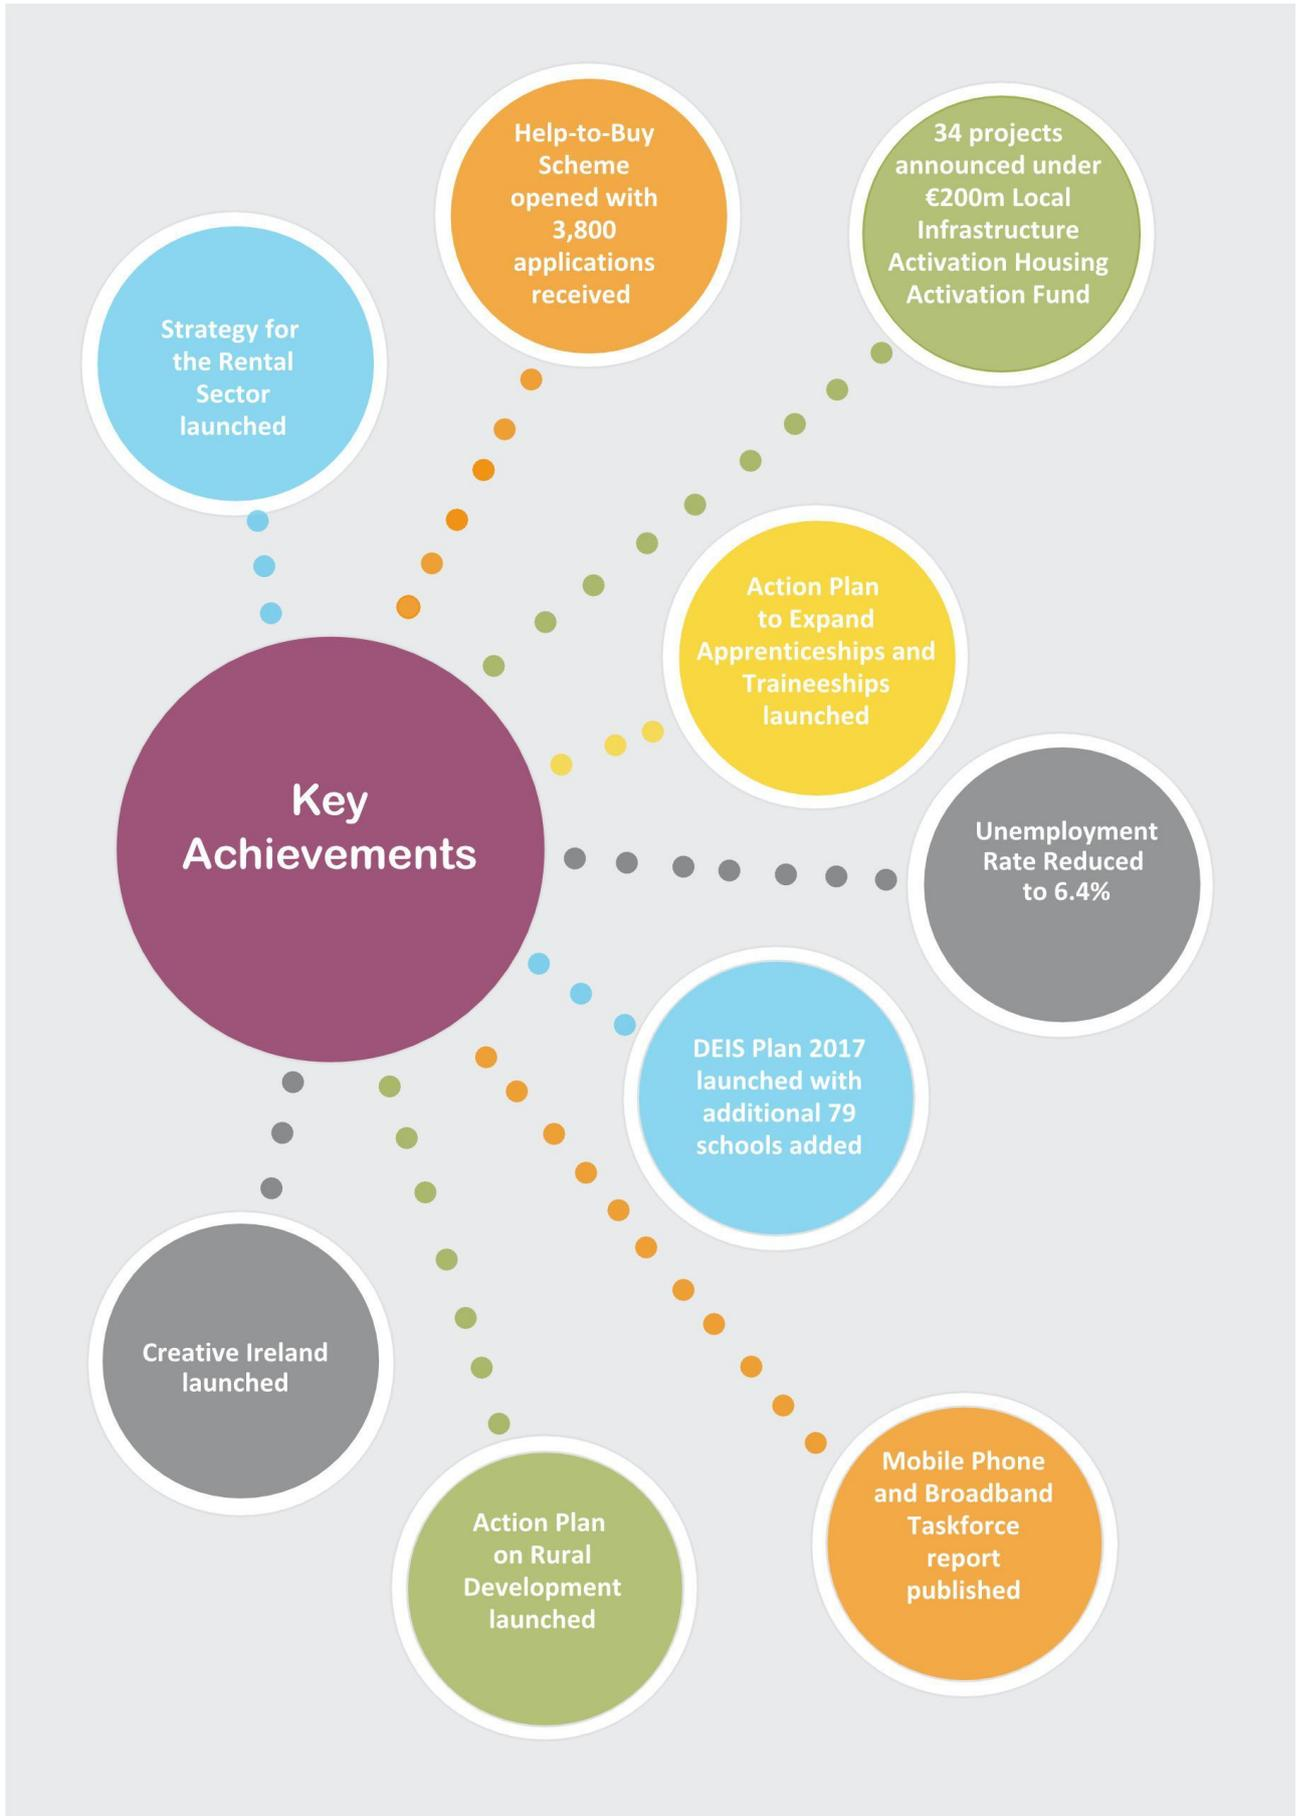 Help-to-Buy
Scheme
opened with
3,800
applications
received
34 projects
announced under
€200m Local
Infrastructure
Activation Housing
Activation Fund
Strategy for
the Rental
Sector
launched
Action Plan
to Expand
Apprenticeships and
Traineeships
launched
Key
Achievements
Unemployment
Rate Reduced
to 6.4%
DEIS Plan 2017
launched with
additional 79
schools added
Creative Ireland
launched
Mobile Phone
and Broadband
Taskforce
report
published
Action Plan
on Rural
Development
launched